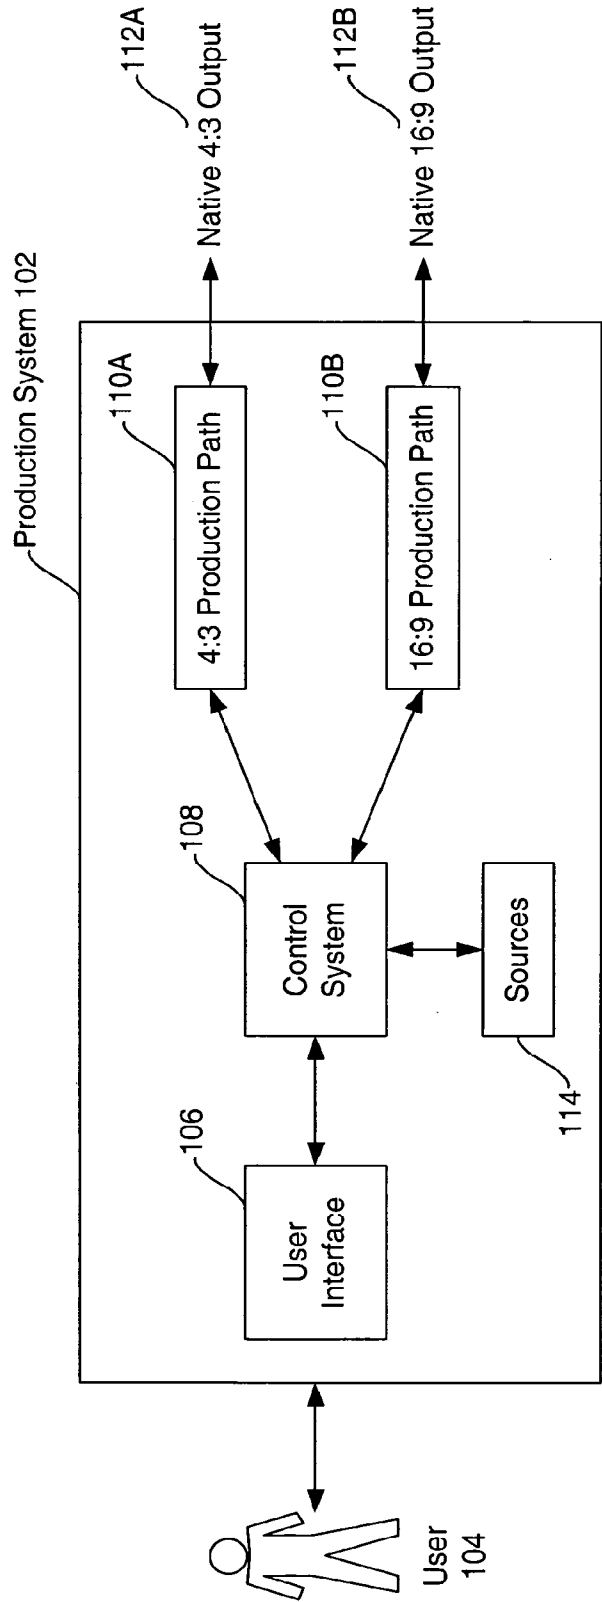 Production System 102
112A
Native 4:3 Output
110A
4:3 Production Path
112B
Native 16:9 Output
110B
16:9 Production Path
108
Control
System
Sources
114
106
User
Interface
User
104